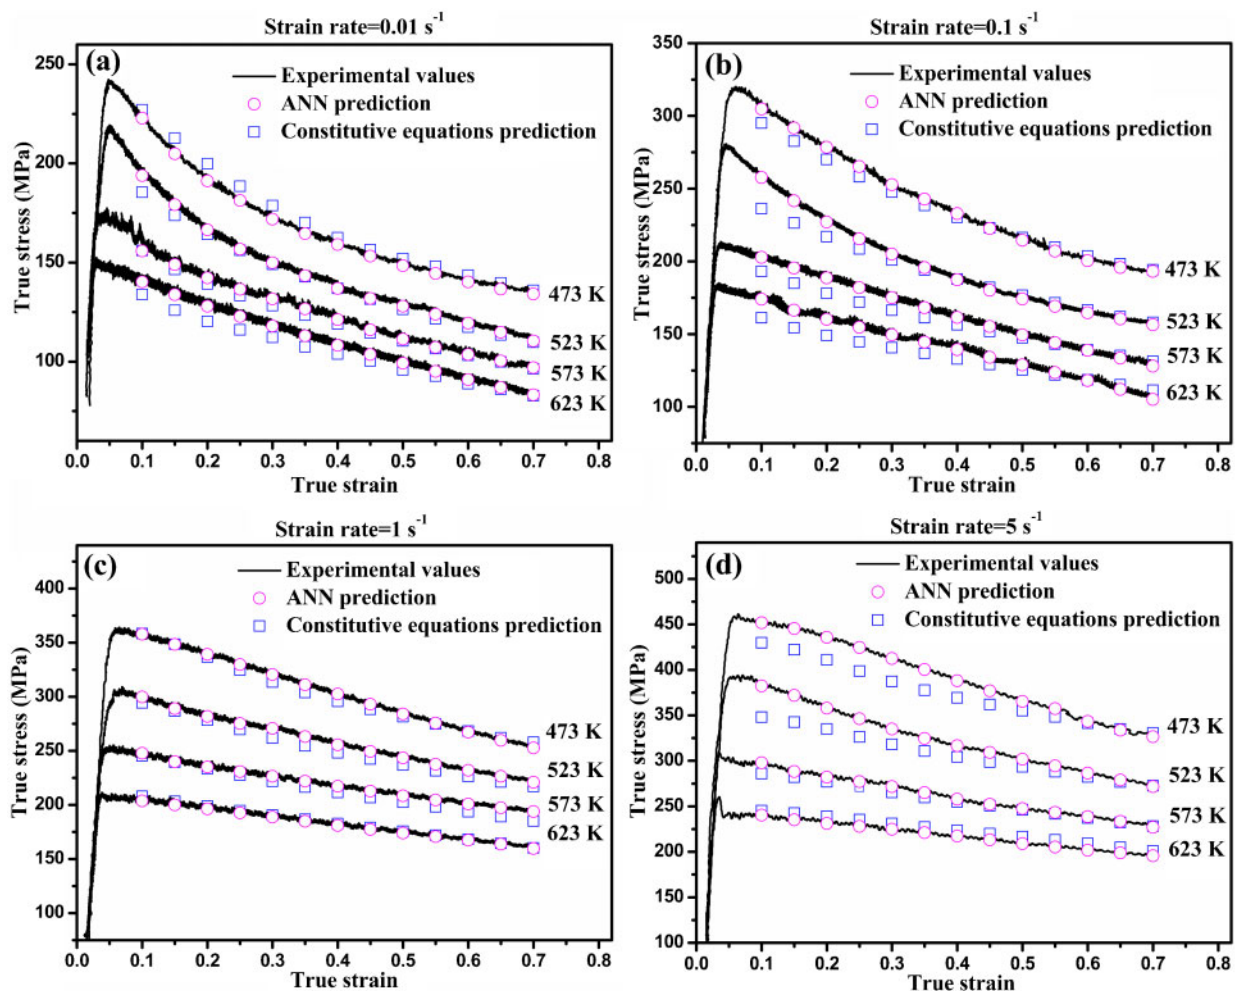 Strain rate=0.01 s⁻¹
(a)
Experimental values
ANN prediction
Constitutive equations prediction
250
200
150
100
True stress (MPa)
473 K
523 K
573 K
623 K
0.0 0.1 0.2 0.3 0.4 0.5 0.6 0.7 0.8
True strain
Strain rate=0.1 s⁻¹
(b)
Experimental values
ANN prediction
Constitutive equations prediction
350
300
250
200
150
100
True stress (MPa)
473 K
523 K
573 K
623 K
0.0 0.1 0.2 0.3 0.4 0.5 0.6 0.7 0.8
True strain
Strain rate=1 s⁻¹
(c)
Experimental values
ANN prediction
Constitutive equations prediction
400
350
300
250
200
150
100
True stress (MPa)
473 K
523 K
573 K
623 K
0.0 0.1 0.2 0.3 0.4 0.5 0.6 0.7 0.8
True strain
Strain rate=5 s⁻¹
(d)
Experimental values
ANN prediction
Constitutive equations prediction
500
450
400
350
300
250
200
150
100
True stress (MPa)
473 K
523 K
573 K
623 K
0.0 0.1 0.2 0.3 0.4 0.5 0.6 0.7 0.8
True strain